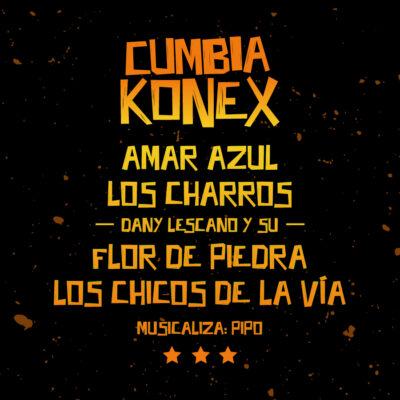 CUMBIA
KONEX
AMAR AZUL
LOS CHARROS
— DANY LESCANO Y SU —
FLOR DE PIEDRA
LOS CHICOS DE LA VÍA
MUSICALIZA: PIPO